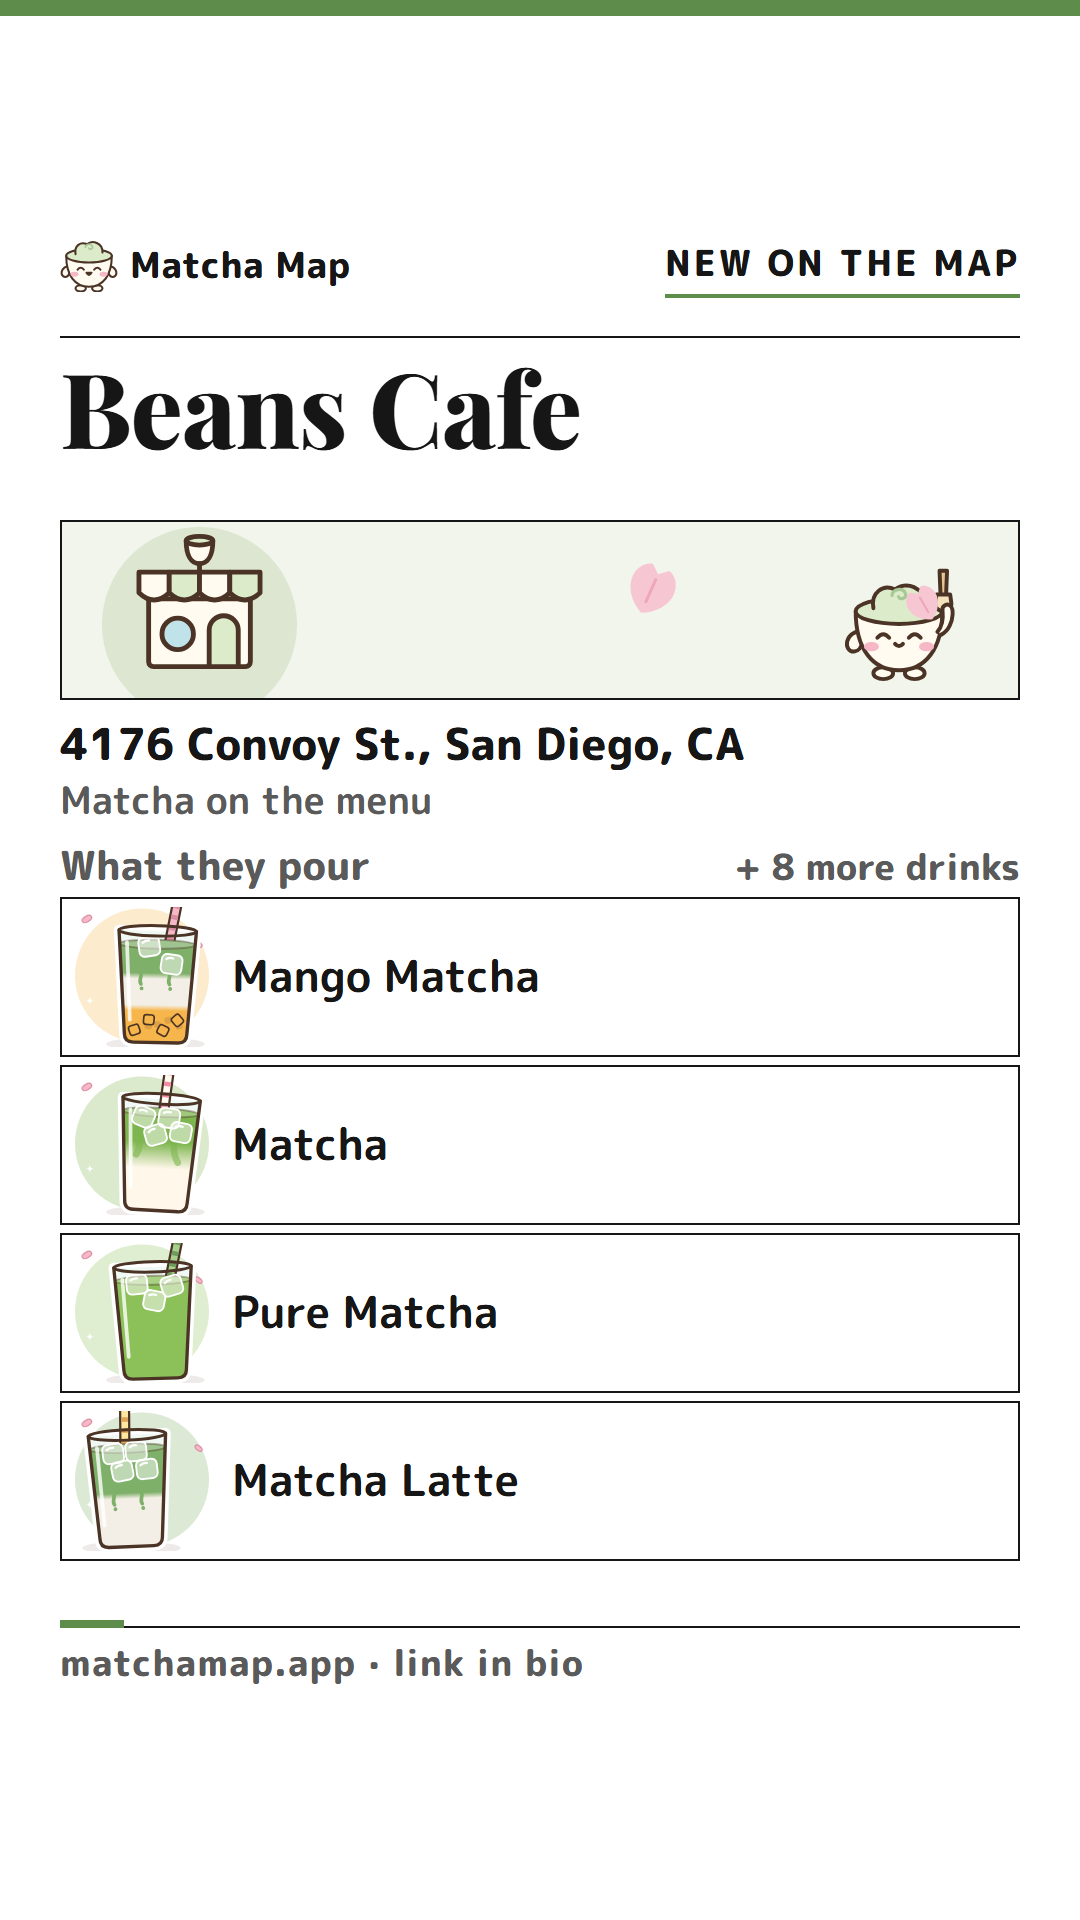 Matcha Map
NEW ON THE MAP
Beans Cafe
4176 Convoy St., San Diego, CA
Matcha on the menu
What they pour
+ 8 more drinks
Mango Matcha
Matcha
Pure Matcha
Matcha Latte
matchamap.app · link in bio